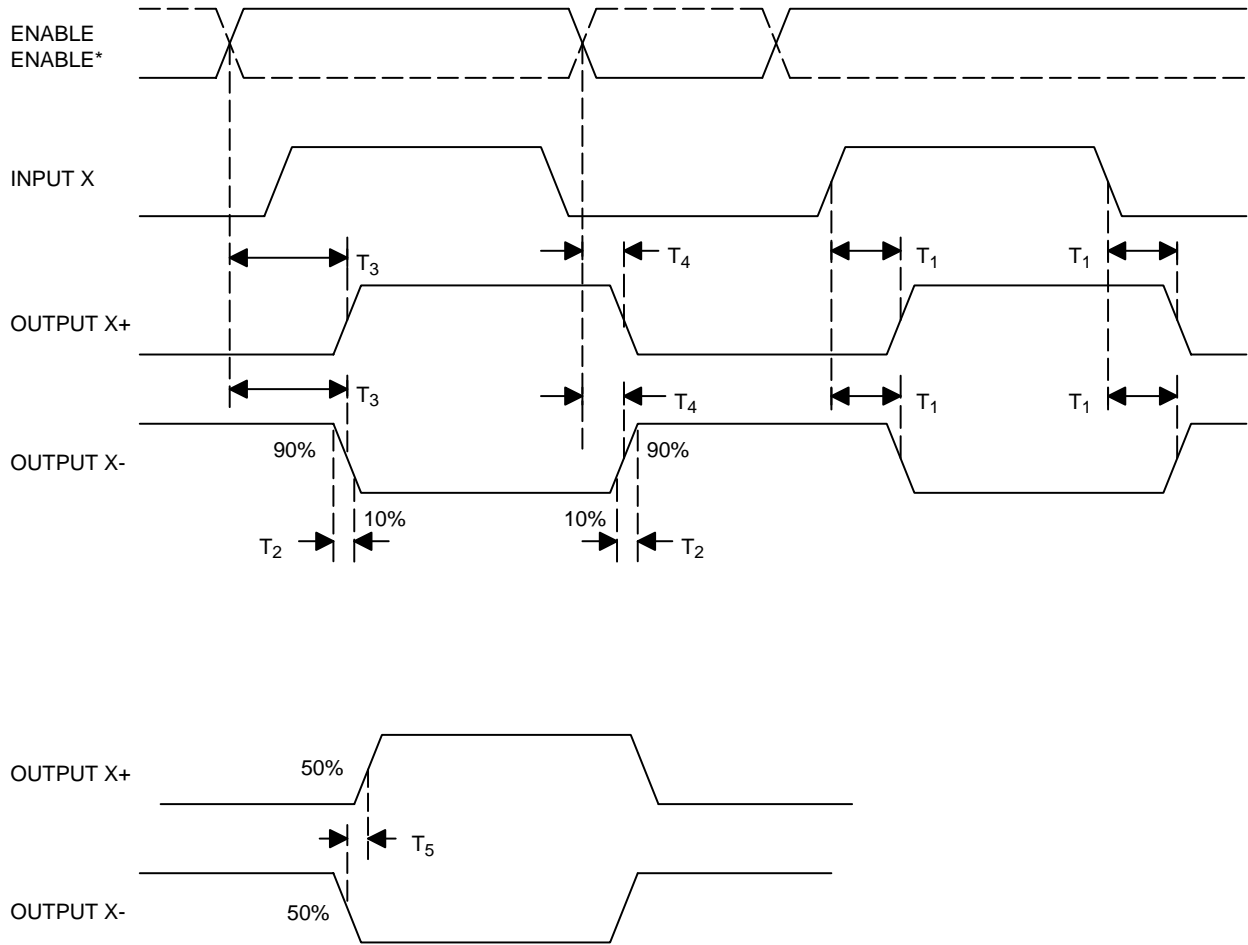 ENABLE
ENABLE*
INPUT X
T3 T4 T1 T1
OUTPUT X+
T3 T4 T1 T1
OUTPUT X-
90% 90%
10% 10%
T2 T2
OUTPUT X+
50%
T5
OUTPUT X-
50%